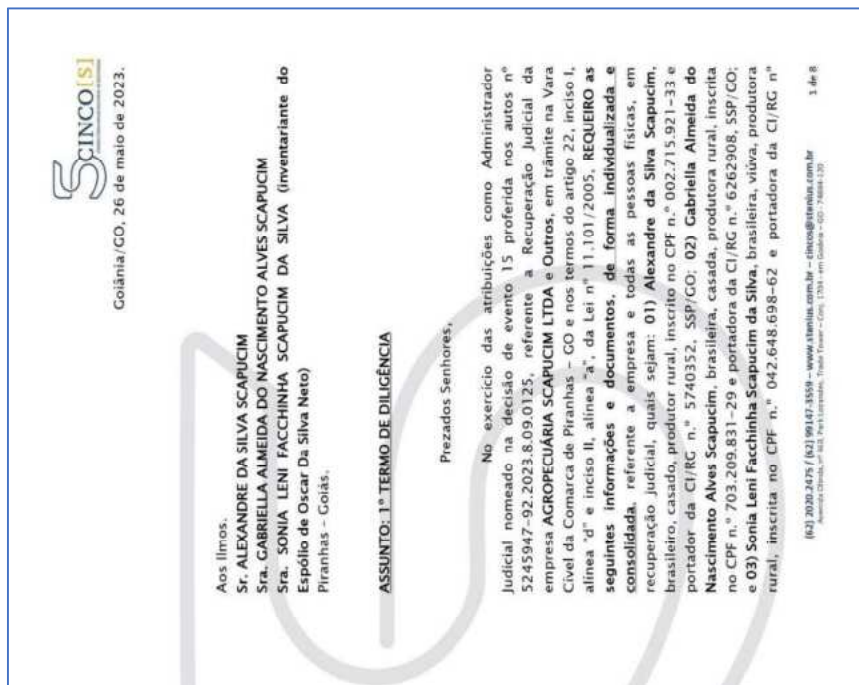 CINCO[S]
Goiânia/GO, 26 de maio de 2023.
Aos Ilmos.
Sr. ALEXANDRE DA SILVA SCAPUCIM
Sra. GABRIELLA ALMEIDA DO NASCIMENTO ALVES SCAPUCIM
Sra. SONIA LENI FACCHINHA SCAPUCIM DA SILVA (inventariante do
Espólio de Oscar Da Silva Neto)
Piranhas – Goiás.
ASSUNTO: 1º TERMO DE DILIGÊNCIA
Prezados Senhores,
No exercício das atribuições como Administrador
Judicial nomeado na decisão de evento 15 proferida nos autos nº
5245947-92.2023.8.09.0125, referente a Recuperação Judicial da
empresa AGROPECUÁRIA SCAPUCIM LTDA e Outros, em trâmite na Vara
Cível da Comarca de Piranhas – GO e nos termos do artigo 22, inciso I,
alínea "d" e inciso II, alínea "a", da Lei nº 11.101/2005, REQUEIRO as
seguintes informações e documentos, de forma individualizada e
consolidada, referente a empresa e todas as pessoas físicas, em
recuperação judicial, quais sejam: 01) Alexandre da Silva Scapucim,
brasileiro, casado, produtor rural, inscrito no CPF n.º 002.715.921-33 e
portador da CI/RG n.º 5740352, SSP/GO; 02) Gabriella Almeida do
Nascimento Alves Scapucim, brasileira, casada, produtora rural, inscrita
no CPF n.º 703.209.831-29 e portadora da CI/RG n.º 6262908, SSP/GO;
e 03) Sonia Leni Facchinha Scapucim da Silva, brasileira, viúva, produtora
rural, inscrita no CPF n.º 042.648.698-62 e portadora da CI/RG nº
(62) 2020.2475 / (62) 99147-3559 – www.stenius.com.br – cincos@stenius.com.br
1 de 8